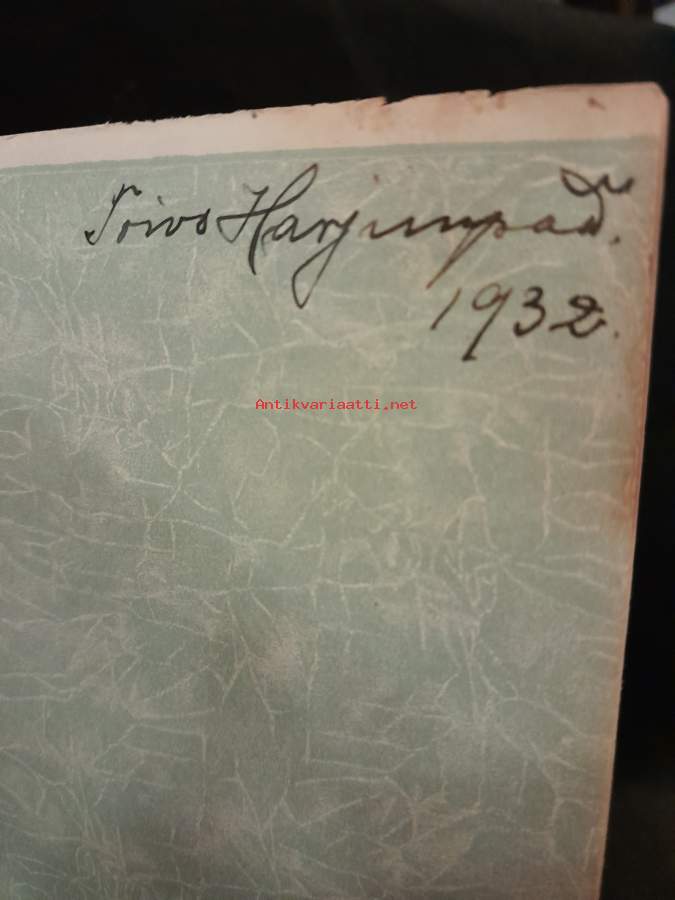 Toivo Harjunpää.
1932.
Antikvariaatti.net